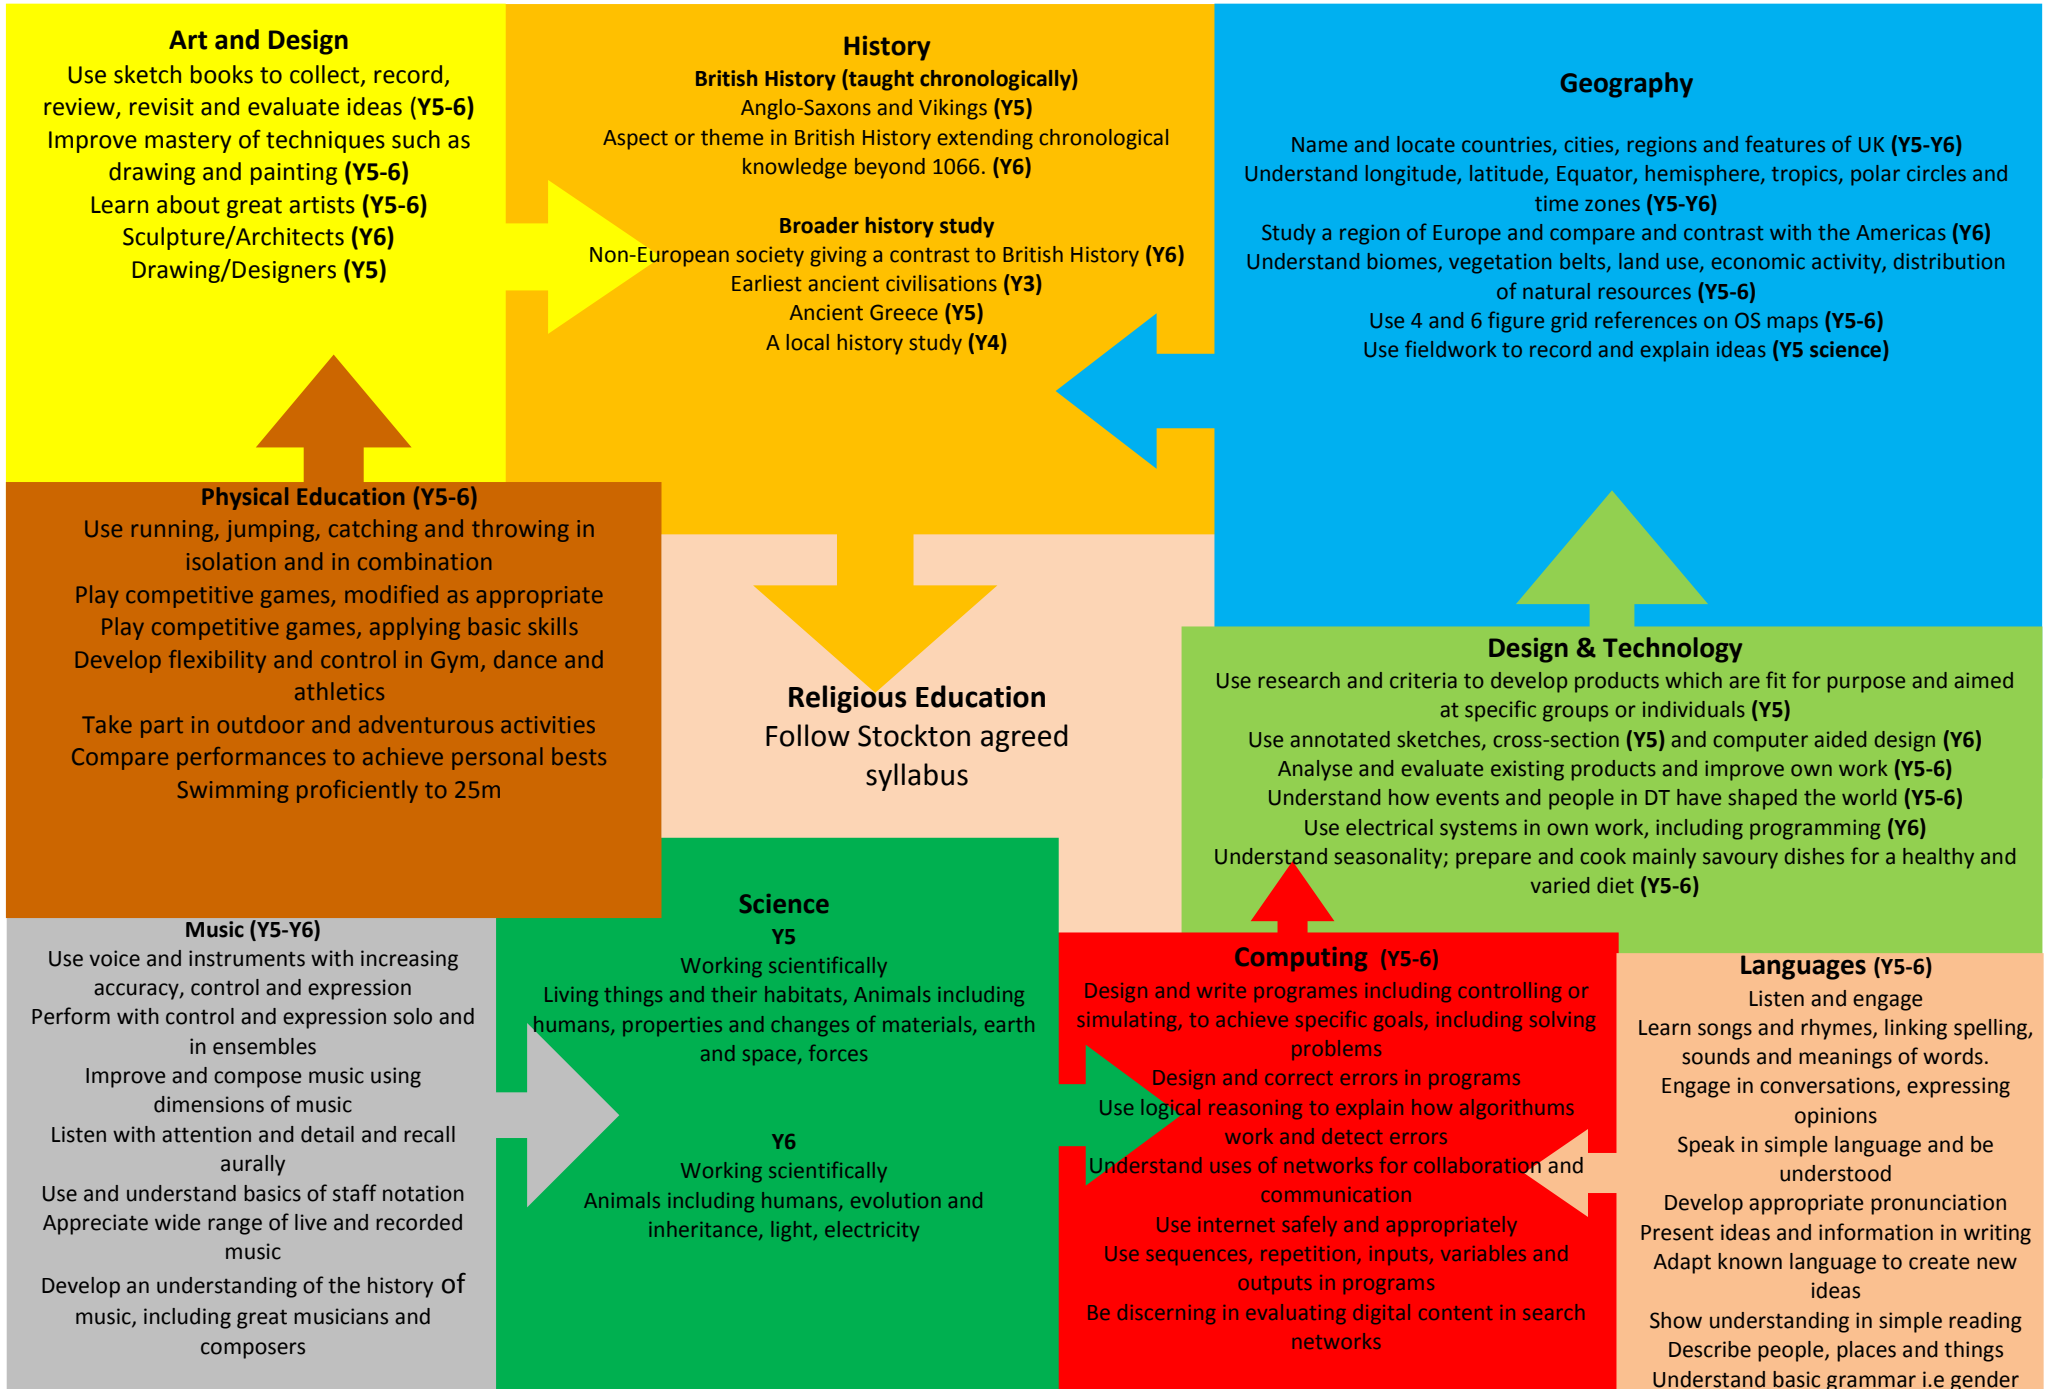 Art and Design
Use sketch books to collect, record,
review, revisit and evaluate ideas (Y5-6)
Improve mastery of techniques such as
drawing and painting (Y5-6)
Learn about great artists (Y5-6)
Sculpture/Architects (Y6)
Drawing/Designers (Y5)
History
British History (taught chronologically)
Anglo-Saxons and Vikings (Y5)
Aspect or theme in British History extending chronological
knowledge beyond 1066. (Y6)
Broader history study
Non-European society giving a contrast to British History (Y6)
Earliest ancient civilisations (Y3)
Ancient Greece (Y5)
A local history study (Y4)
Geography
Name and locate countries, cities, regions and features of UK (Y5-Y6)
Understand longitude, latitude, Equator, hemisphere, tropics, polar circles and
time zones (Y5-Y6)
Study a region of Europe and compare and contrast with the Americas (Y6)
Understand biomes, vegetation belts, land use, economic activity, distribution
of natural resources (Y5-6)
Use 4 and 6 figure grid references on OS maps (Y5-6)
Use fieldwork to record and explain ideas (Y5 science)
Physical Education (Y5-6)
Use running, jumping, catching and throwing in
isolation and in combination
Play competitive games, modified as appropriate
Play competitive games, applying basic skills
Develop flexibility and control in Gym, dance and
athletics
Take part in outdoor and adventurous activities
Compare performances to achieve personal bests
Swimming proficiently to 25m
Religious Education
Follow Stockton agreed
syllabus
Design & Technology
Use research and criteria to develop products which are fit for purpose and aimed
at specific groups or individuals (Y5)
Use annotated sketches, cross-section (Y5) and computer aided design (Y6)
Analyse and evaluate existing products and improve own work (Y5-6)
Understand how events and people in DT have shaped the world (Y5-6)
Use electrical systems in own work, including programming (Y6)
Understand seasonality; prepare and cook mainly savoury dishes for a healthy and
varied diet (Y5-6)
Music (Y5-Y6)
Use voice and instruments with increasing
accuracy, control and expression
Perform with control and expression solo and
in ensembles
Improve and compose music using
dimensions of music
Listen with attention and detail and recall
aurally
Use and understand basics of staff notation
Appreciate wide range of live and recorded
music
Develop an understanding of the history of
music, including great musicians and
composers
Science
Y5
Working scientifically
Living things and their habitats, Animals including
humans, properties and changes of materials, earth
and space, forces
Y6
Working scientifically
Animals including humans, evolution and
inheritance, light, electricity
Computing (Y5-6)
Design and write programes including controlling or
simulating, to achieve specific goals, including solving
problems
Design and correct errors in programs
Use logical reasoning to explain how algorithums
work and detect errors
Understand uses of networks for collaboration and
communication
Use internet safely and appropriately
Use sequences, repetition, inputs, variables and
outputs in programs
Be discerning in evaluating digital content in search
networks
Languages (Y5-6)
Listen and engage
Learn songs and rhymes, linking spelling,
sounds and meanings of words.
Engage in conversations, expressing
opinions
Speak in simple language and be
understood
Develop appropriate pronunciation
Present ideas and information in writing
Adapt known language to create new
ideas
Show understanding in simple reading
Describe people, places and things
Understand basic grammar i.e gender